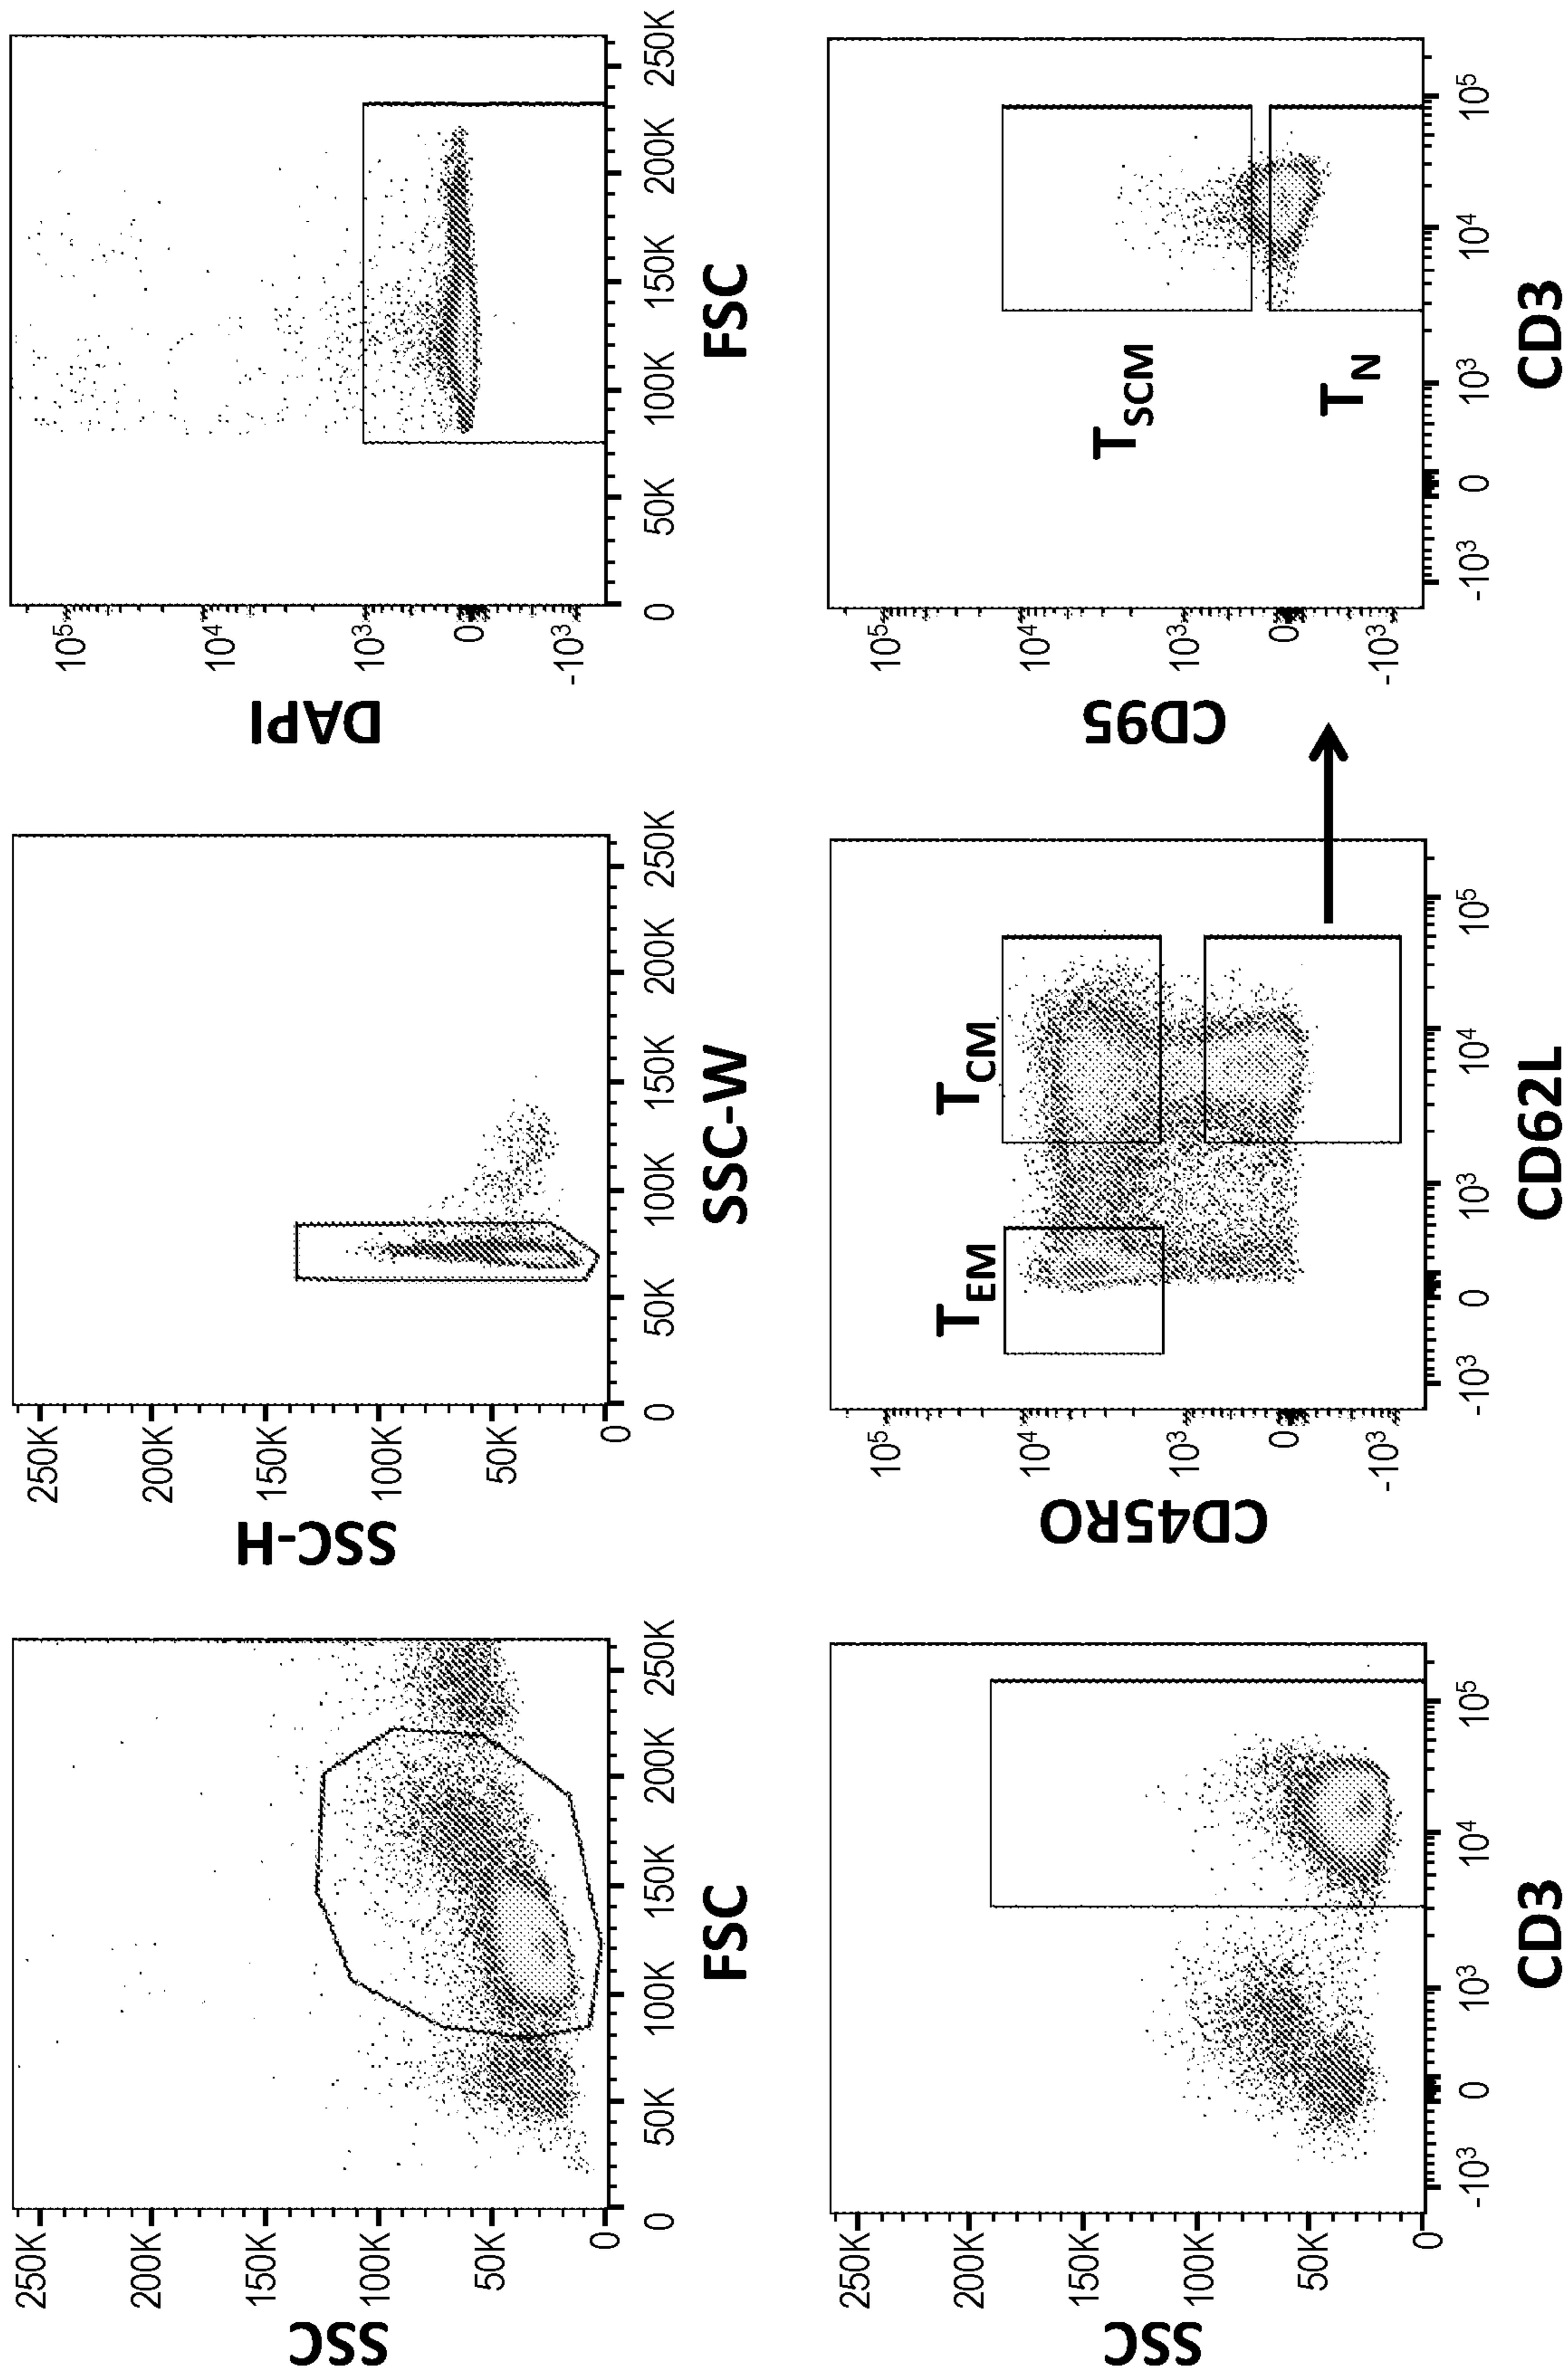 SSC
250K
200K
150K
100K
50K
0
0 50K 100K 150K 200K 250K
FSC
SSC-H
250K
200K
150K
100K
50K
0
0 50K 100K 150K 200K 250K
SSC-W
DAPI
10⁵
10⁴
10³
0
-10³
0 50K 100K 150K 200K 250K
FSC
SSC
250K
200K
150K
100K
50K
0
-10³ 0 10³ 10⁴ 10⁵
CD3
CD45RO
10⁵
10⁴
10³
0
-10³
T_EM
T_CM
-10³ 0 10³ 10⁴ 10⁵
CD62L
CD95
10⁵
10⁴
10³
0
-10³
T_SCM
T_N
-10³ 0 10³ 10⁴ 10⁵
CD3